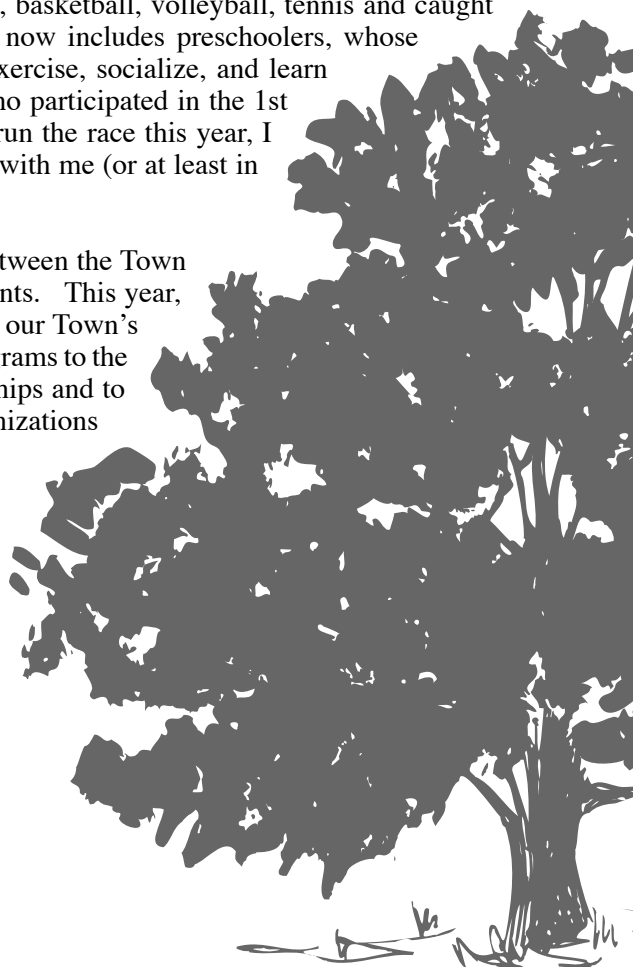 , basketball, volleyball, tennis and caught
now includes preschoolers, whose
xercise, socialize, and learn
ho participated in the 1st
run the race this year, I
with me (or at least in
tween the Town
nts. This year,
our Town's
grams to the
hips and to
nizations